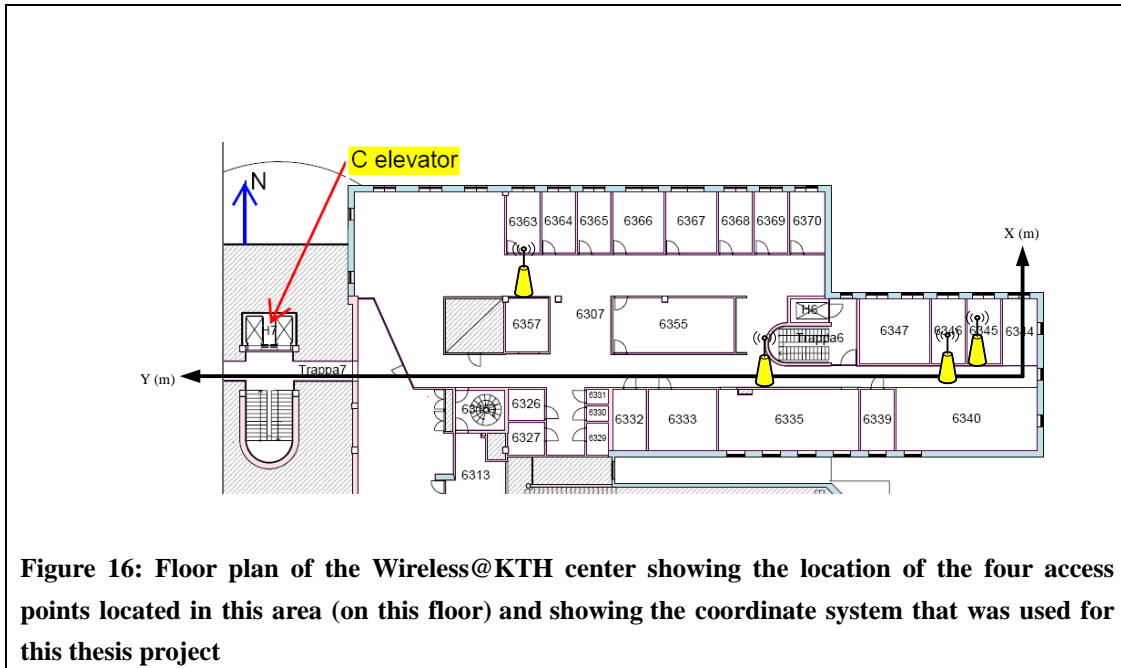 C elevator
N
6363 6364 6365 6366 6367 6368 6369 6370
X (m)
H7
6357
6307
6355
H6
Trappa6
6347
6346
6345
6344
Trappa7
Y (m)
6326
6331
6330
6332
6333
6335
6339
6340
6327
6329
6313
Figure 16: Floor plan of the Wireless@KTH center showing the location of the four access
points located in this area (on this floor) and showing the coordinate system that was used for
this thesis project